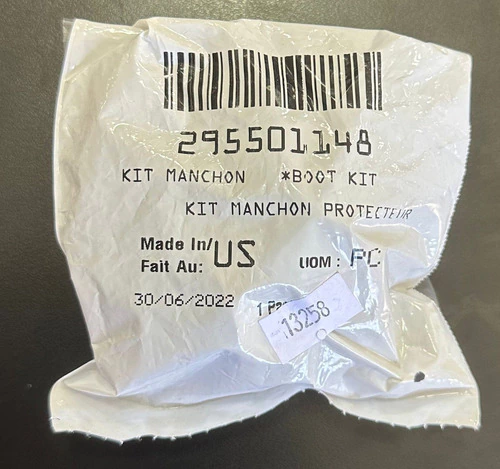 295501148
KIT MANCHON *BOOT KIT
KIT MANCHON PROTECTEUR
Made In/
Fait Au: US UOM: PC
30/06/2022 1
13258